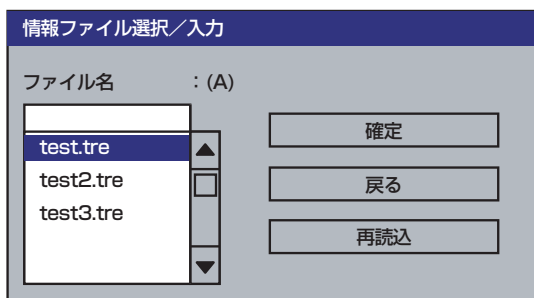 情報ファイル選択／入力
ファイル名　　：(A)
test.tre
test2.tre
test3.tre
確定
戻る
再読込